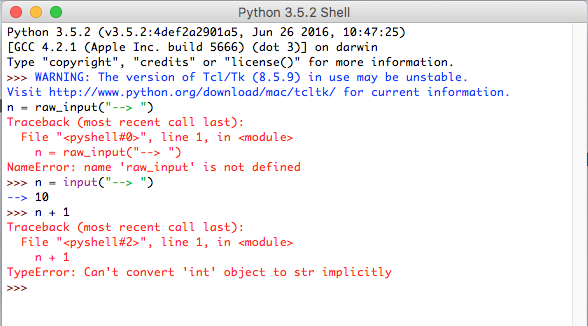 Python 3.5.2 Shell
Python 3.5.2 (v3.5.2:4def2a2901a5, Jun 26 2016, 10:47:25)
[GCC 4.2.1 (Apple Inc. build 5666) (dot 3)] on darwin
Type "copyright", "credits" or "license()" for more information.
>>> WARNING: The version of Tcl/Tk (8.5.9) in use may be unstable.
Visit http://www.python.org/download/mac/tcltk/ for current information.
n = raw_input("--> ")
Traceback (most recent call last):
  File "<pyshell#0>", line 1, in <module>
    n = raw_input("--> ")
NameError: name 'raw_input' is not defined
>>> n = input("--> ")
--> 10
>>> n + 1
Traceback (most recent call last):
  File "<pyshell#2>", line 1, in <module>
    n + 1
TypeError: Can't convert 'int' object to str implicitly
>>>